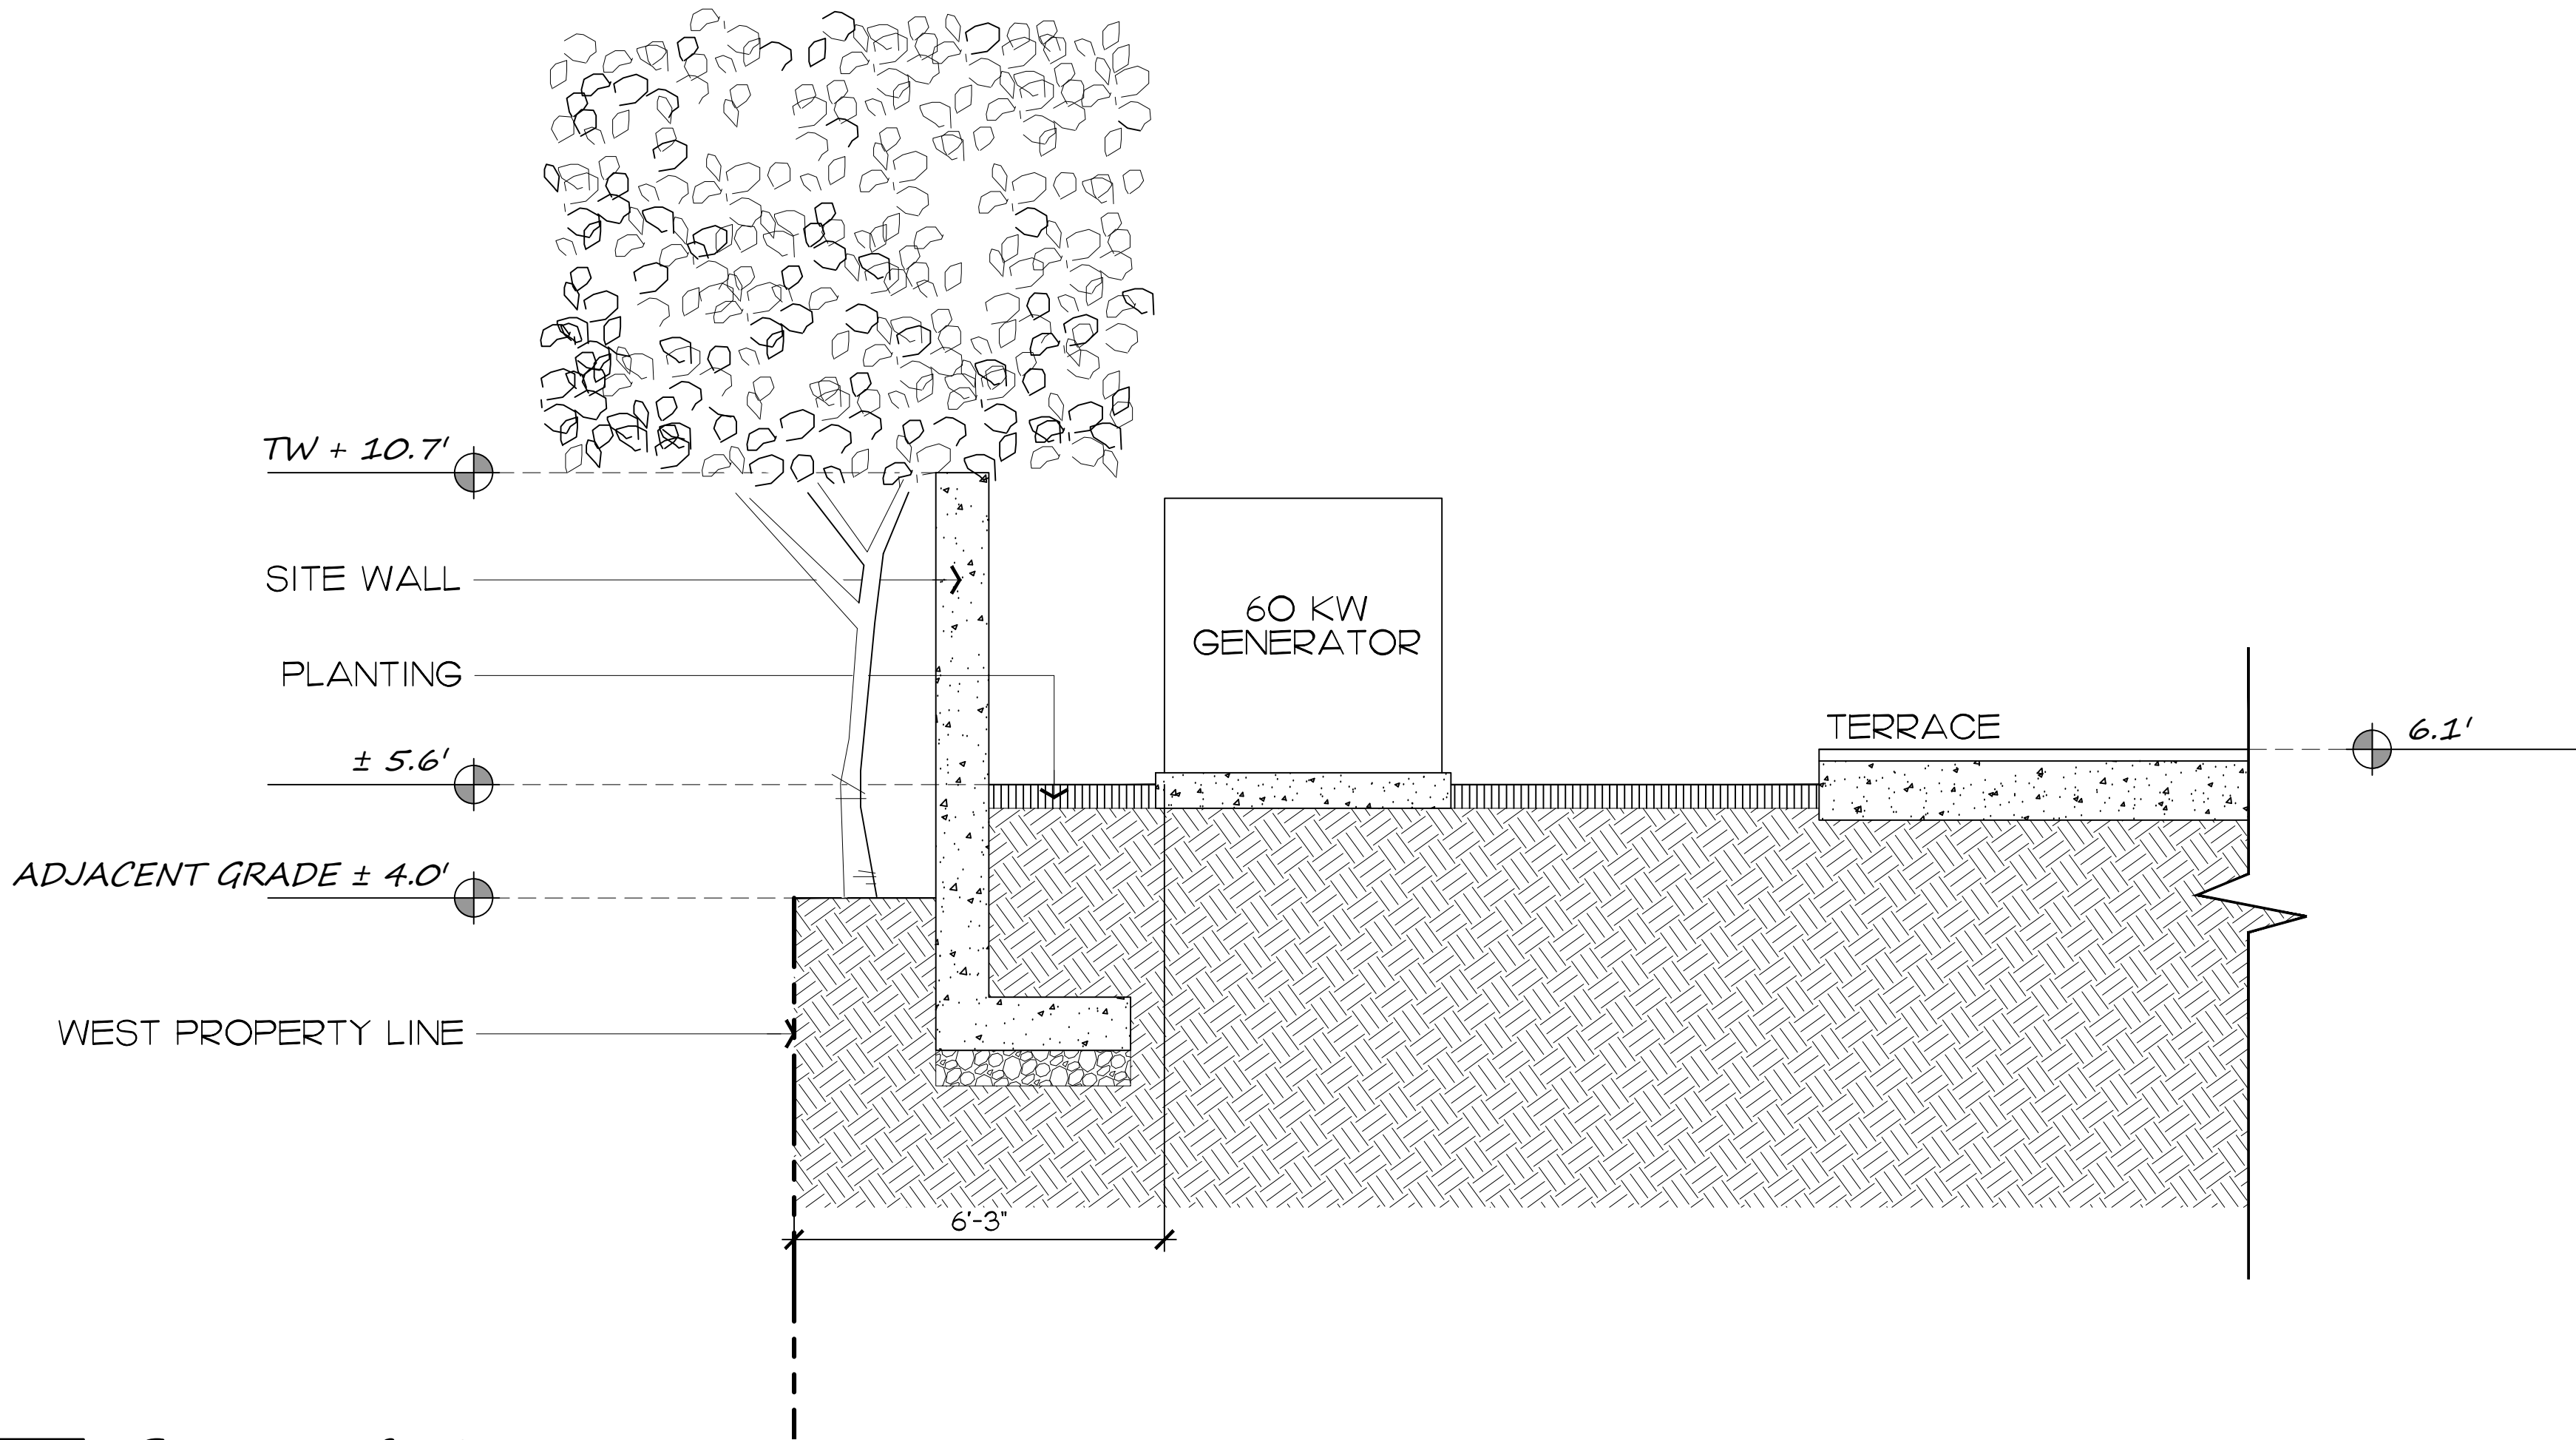 TW + 10.7'
SITE WALL
60 KW
GENERATOR
PLANTING
TERRACE
6.1'
± 5.6'
ADJACENT GRADE ± 4.0'
WEST PROPERTY LINE
6'-3"